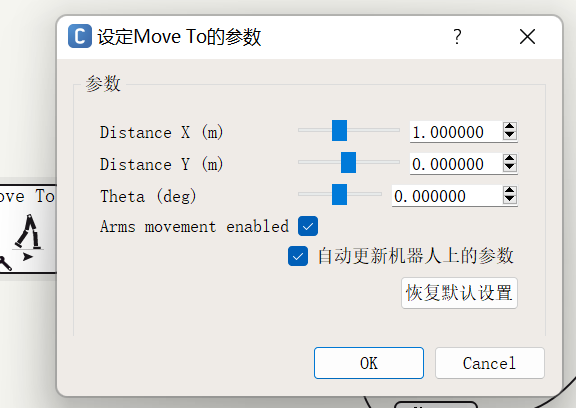 C 设定Move To的参数 ?
参数
Distance X (m) 1.000000
Distance Y (m) 0.000000
ove To
Theta (deg) 0.000000
Arms movement enabled
自动更新机器人上的参数
恢复默认设置
OK Cancel